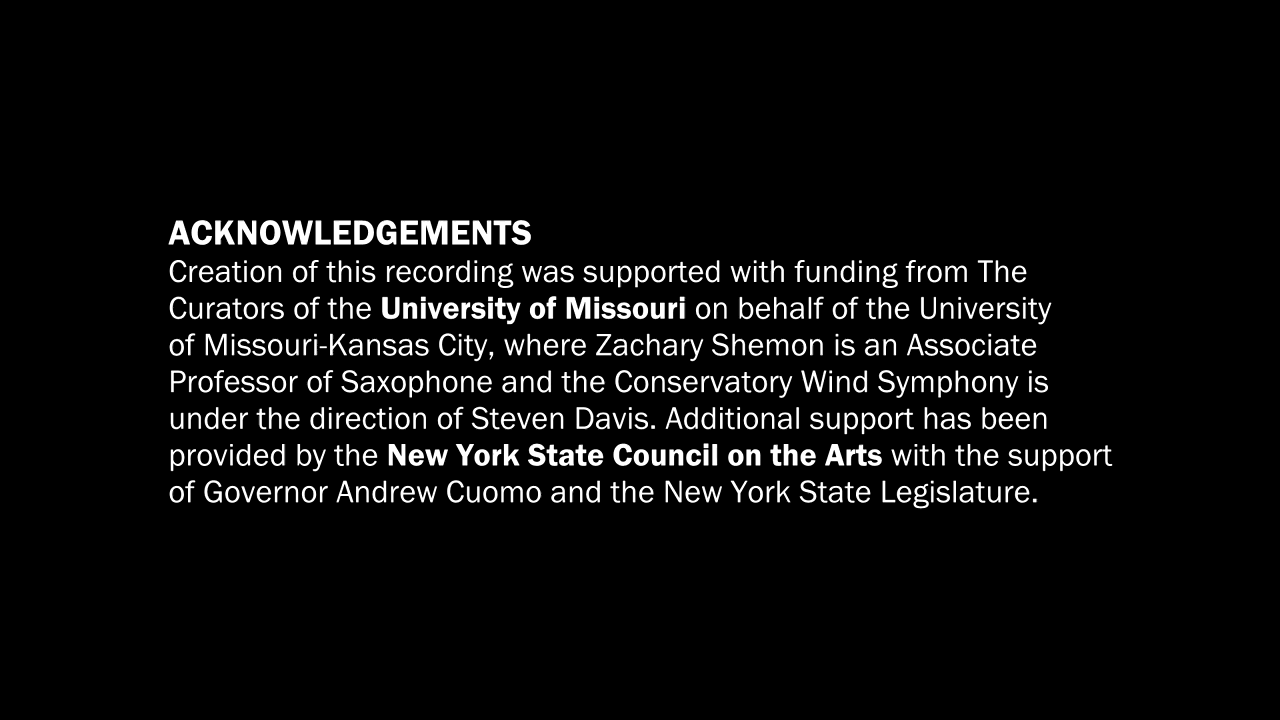 ACKNOWLEDGEMENTS
Creation of this recording was supported with funding from The
Curators of the University of Missouri on behalf of the University
of Missouri-Kansas City, where Zachary Shemon is an Associate
Professor of Saxophone and the Conservatory Wind Symphony is
under the direction of Steven Davis. Additional support has been
provided by the New York State Council on the Arts with the support
of Governor Andrew Cuomo and the New York State Legislature.